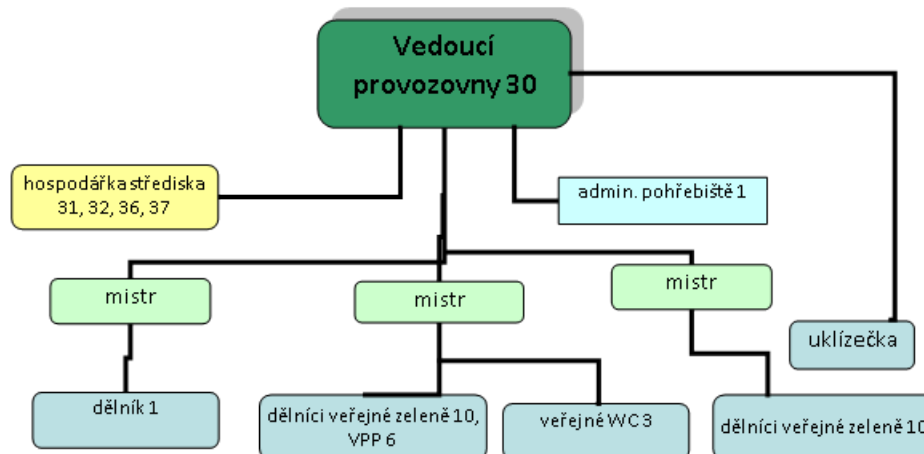 Vedoucí
provozovny 30
hospodářka střediska
31, 32, 36, 37
admin. pohřebiště 1
mistr
mistr
mistr
uklízečka
dělník 1
dělníci veřejné zeleně 10,
VPP 6
veřejné WC 3
dělníci veřejné zeleně 10